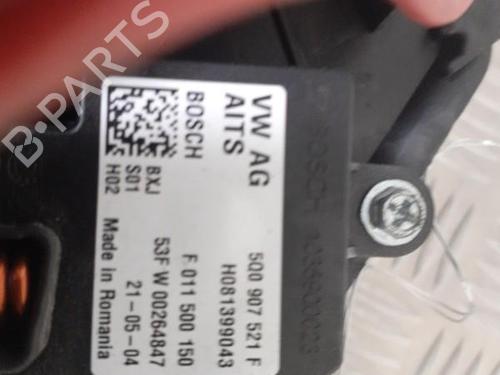 VW AG
AITS
5Q0 907 521 F
H081399043
BOSCH
F 011 500 150
BXJ
S01
H02
53F W 00264847
21-05-04
Made in Romania
BOSCH
B-PARTS